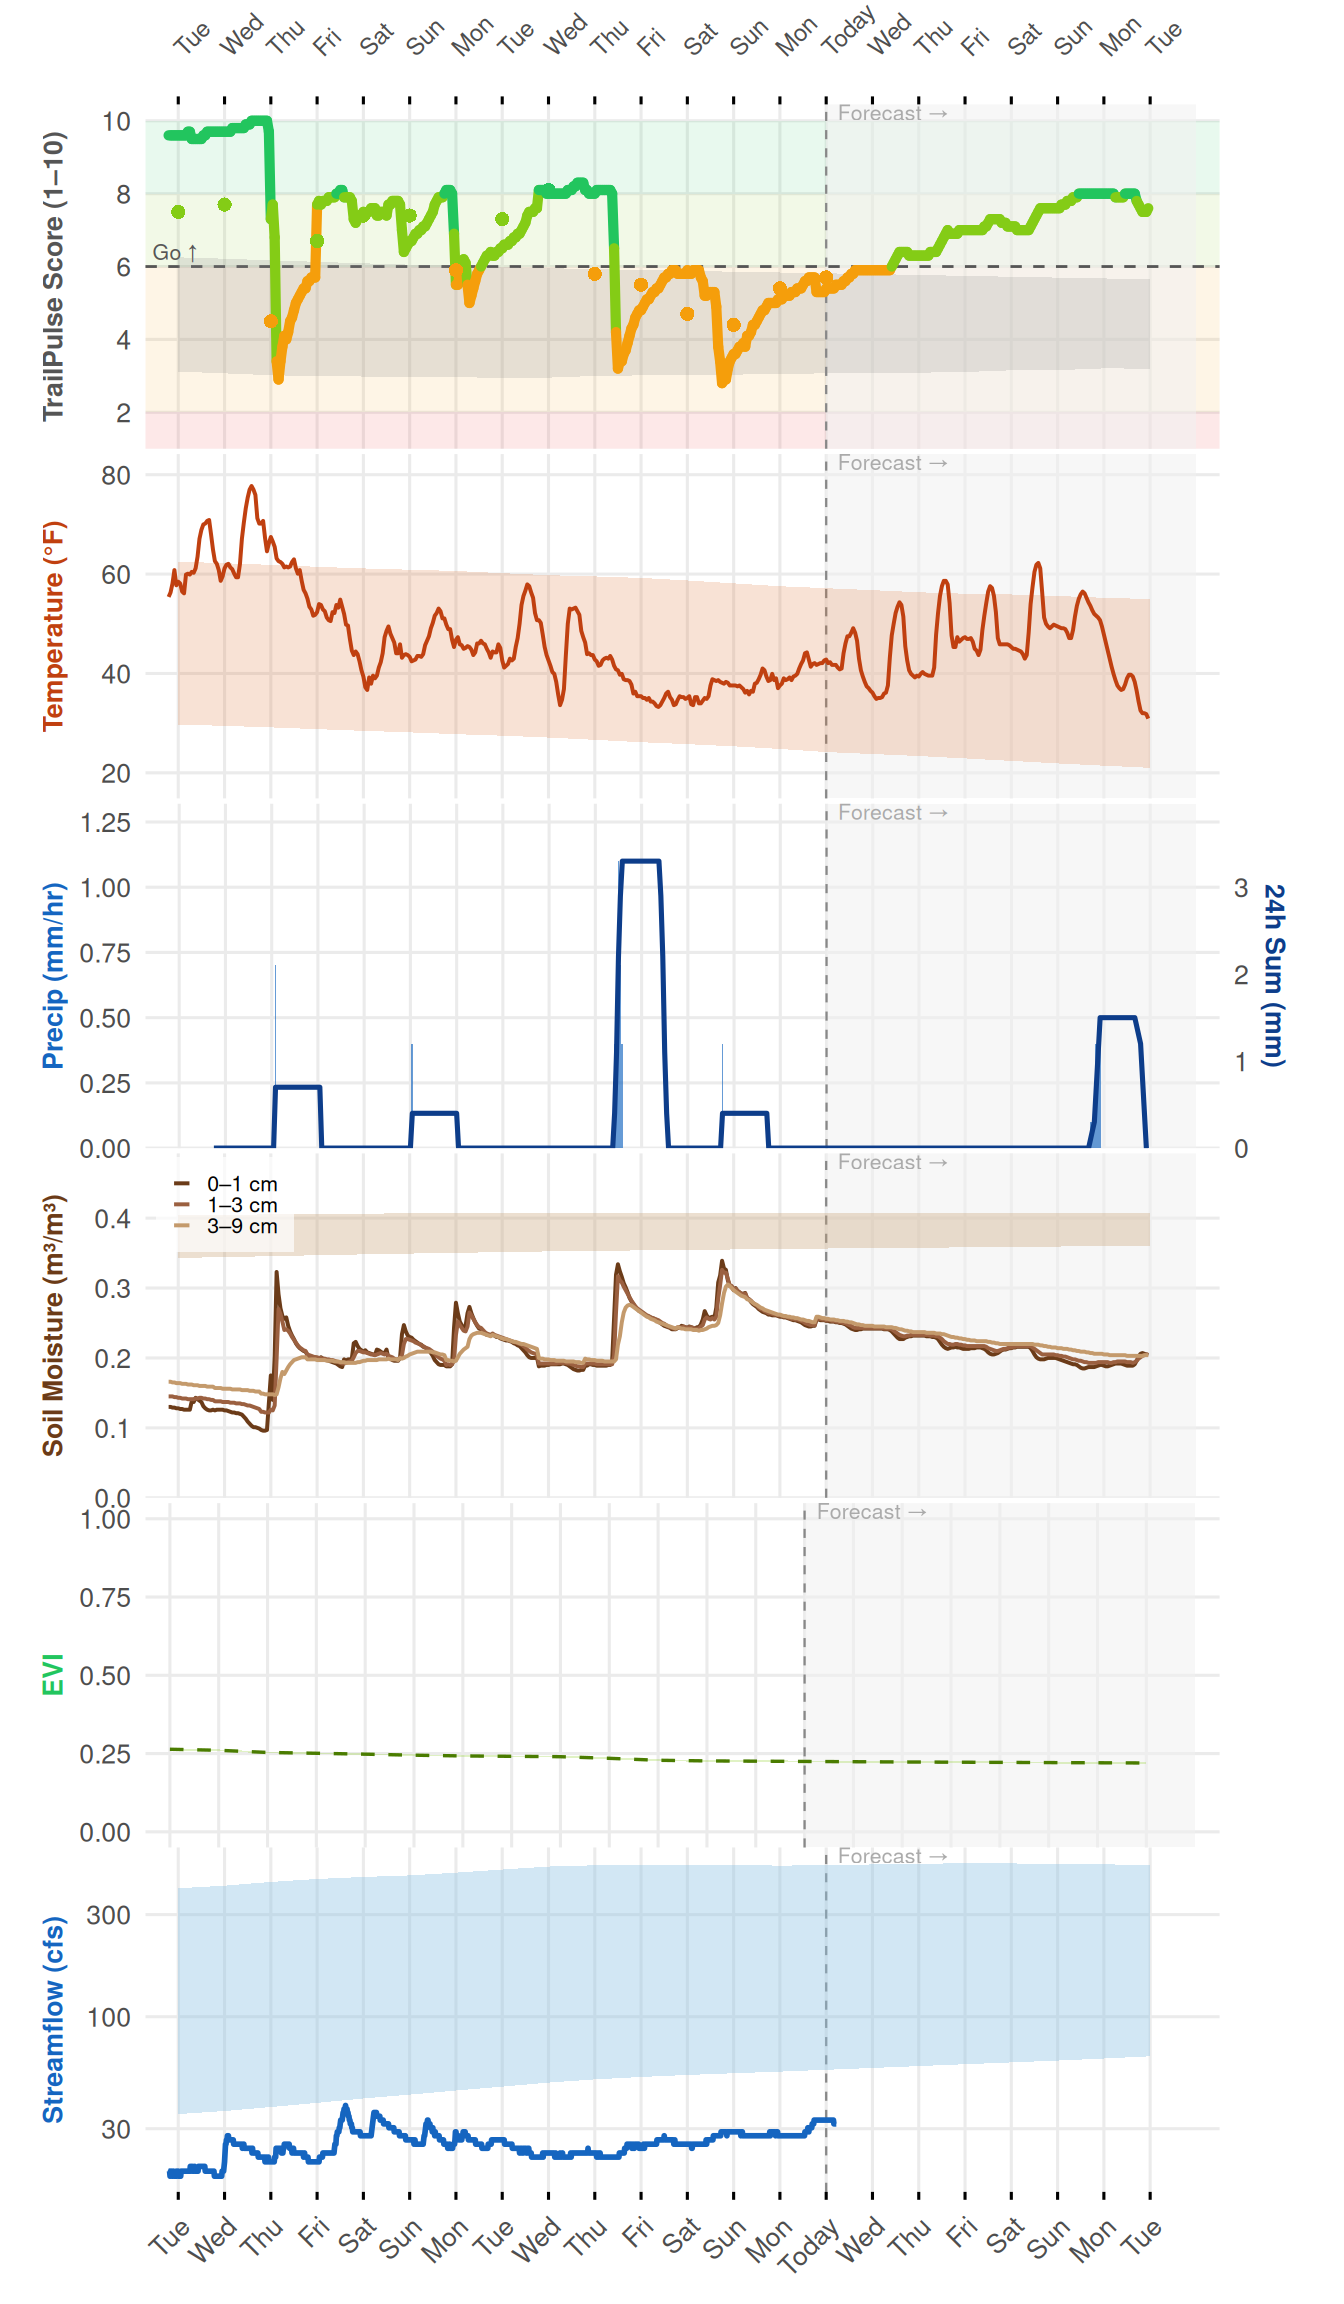 Tue Wed Thu Fri Sat Sun Mon Tue Wed Thu Fri Sat Sun Mon Today Wed Thu Fri Sat Sun Mon Tue
TrailPulse Score (1–10)
10
8
6
4
2
Go ↑
Forecast →
Temperature (°F)
80
60
40
20
Forecast →
Precip (mm/hr)
1.25
1.00
0.75
0.50
0.25
0.00
Forecast →
24h Sum (mm)
3
2
1
0
Soil Moisture (m³/m³)
0.4
0.3
0.2
0.1
0.0
0–1 cm
1–3 cm
3–9 cm
Forecast →
EVI
1.00
0.75
0.50
0.25
0.00
Forecast →
Streamflow (cfs)
300
100
30
Forecast →
Tue Wed Thu Fri Sat Sun Mon Tue Wed Thu Fri Sat Sun Mon Today Wed Thu Fri Sat Sun Mon Tue